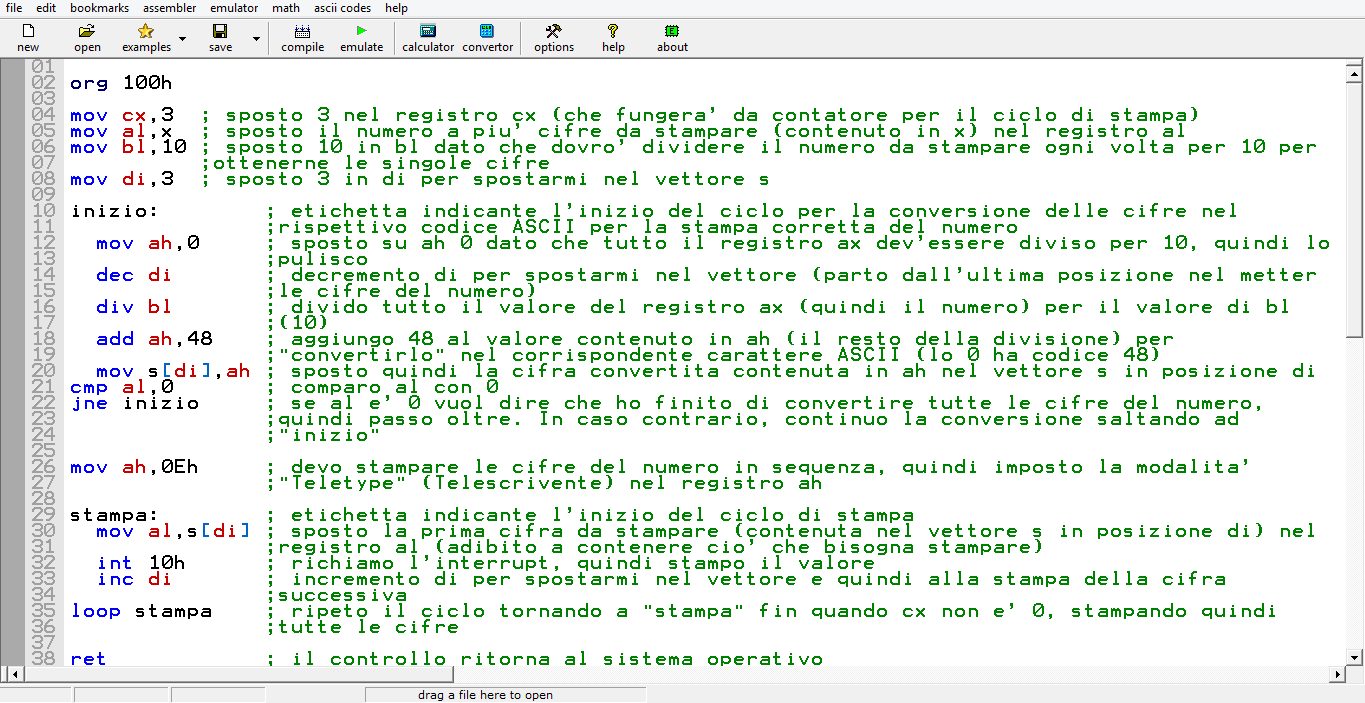 file edit bookmarks assembler emulator math ascii codes help
new open examples save compile emulate calculator convertor options help about
01
02 org 100h
03
04 mov cx,3 ; sposto 3 nel registro cx (che fungera' da contatore per il ciclo di stampa)
05 mov al,x ; sposto il numero a piu' cifre da stampare (contenuto in x) nel registro al
06 mov bl,10 ; sposto 10 in bl dato che dovro' dividere il numero da stampare ogni volta per 10 per
07 ;ottenerne le singole cifre
08 mov di,3 ; sposto 3 in di per spostarmi nel vettore s
09
10 inizio: ; etichetta indicante l'inizio del ciclo per la conversione delle cifre nel
11 ;rispettivo codice ASCII per la stampa corretta del numero
12 mov ah,0 ; sposto su ah 0 dato che tutto il registro ax dev'essere diviso per 10, quindi lo
13 ;pulisco
14 dec di ; decremento di per spostarmi nel vettore (parto dall'ultima posizione nel metter
15 ;le cifre del numero)
16 div bl ; divido tutto il valore del registro ax (quindi il numero) per il valore di bl
17 ;(10)
18 add ah,48 ; aggiungo 48 al valore contenuto in ah (il resto della divisione) per
19 ;"convertirlo" nel corrispondente carattere ASCII (lo 0 ha codice 48)
20 mov s[di],ah ; sposto quindi la cifra convertita contenuta in ah nel vettore s in posizione di
21 cmp al,0 ; comparo al con 0
22 jne inizio ; se al e' 0 vuol dire che ho finito di convertire tutte le cifre del numero,
23 ;quindi passo oltre. In caso contrario, continuo la conversione saltando ad
24 ;"inizio"
25
26 mov ah,0Eh ; devo stampare le cifre del numero in sequenza, quindi imposto la modalita'
27 ;"Teletype" (Telescrivente) nel registro ah
28
29 stampa: ; etichetta indicante l'inizio del ciclo di stampa
30 mov al,s[di] ; sposto la prima cifra da stampare (contenuta nel vettore s in posizione di) nel
31 ;registro al (adibito a contenere cio' che bisogna stampare)
32 int 10h ; richiamo l'interrupt, quindi stampo il valore
33 inc di ; incremento di per spostarmi nel vettore e quindi alla stampa della cifra
34 ;successiva
35 loop stampa ; ripeto il ciclo tornando a "stampa" fin quando cx non e' 0, stampando quindi
36 ;tutte le cifre
37
38 ret ; il controllo ritorna al sistema operativo
drag a file here to open